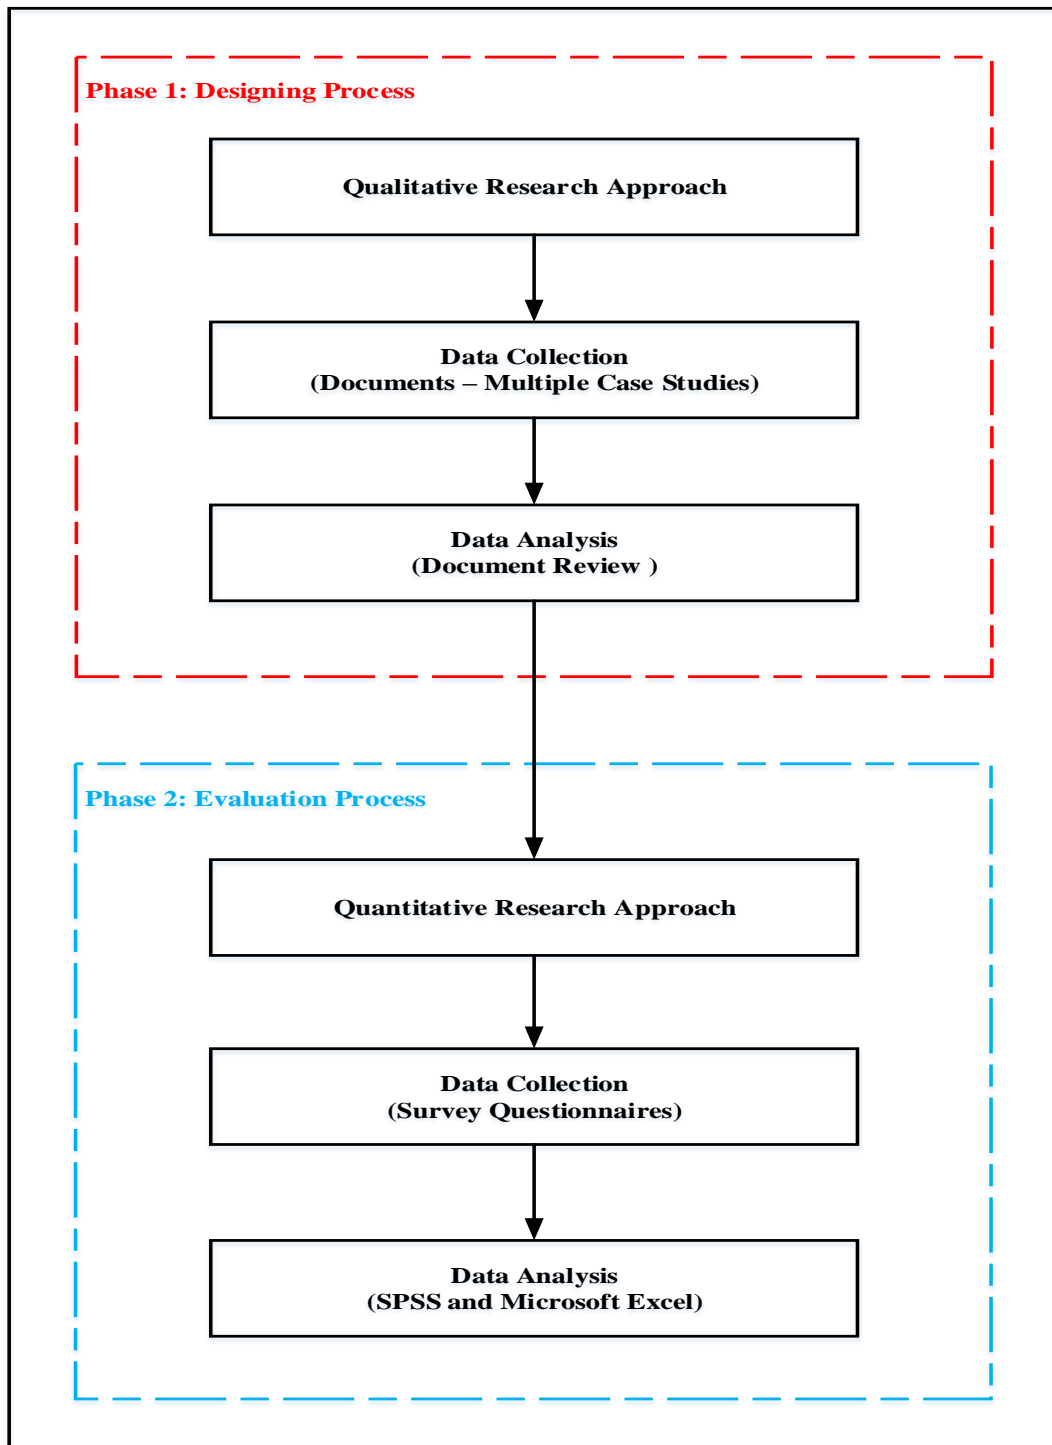 Phase 1: Designing Process
Qualitative Research Approach
Data Collection
(Documents – Multiple Case Studies)
Data Analysis
(Document Review )
Phase 2: Evaluation Process
Quantitative Research Approach
Data Collection
(Survey Questionnaires)
Data Analysis
(SPSS and Microsoft Excel)